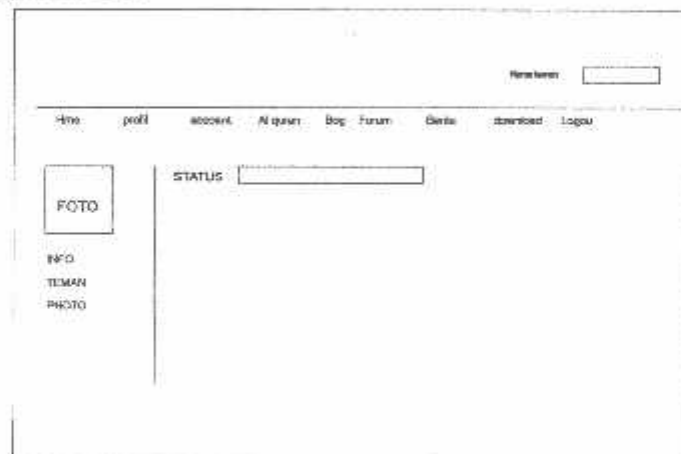 Hme profil account Al quran Bog Forum Berita download Logou
STATUS
FOTO
INFO
TEMAN
PHOTO